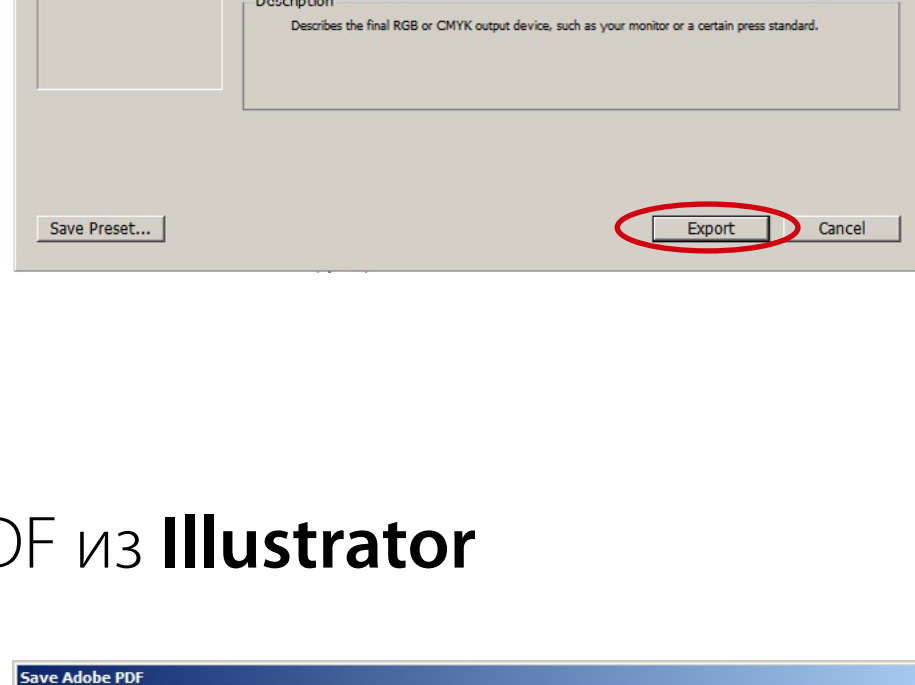 Description
Describes the final RGB or CMYK output device, such as your monitor or a certain press standard.
Save Preset... Export Cancel
DF из Illustrator
Save Adobe PDF